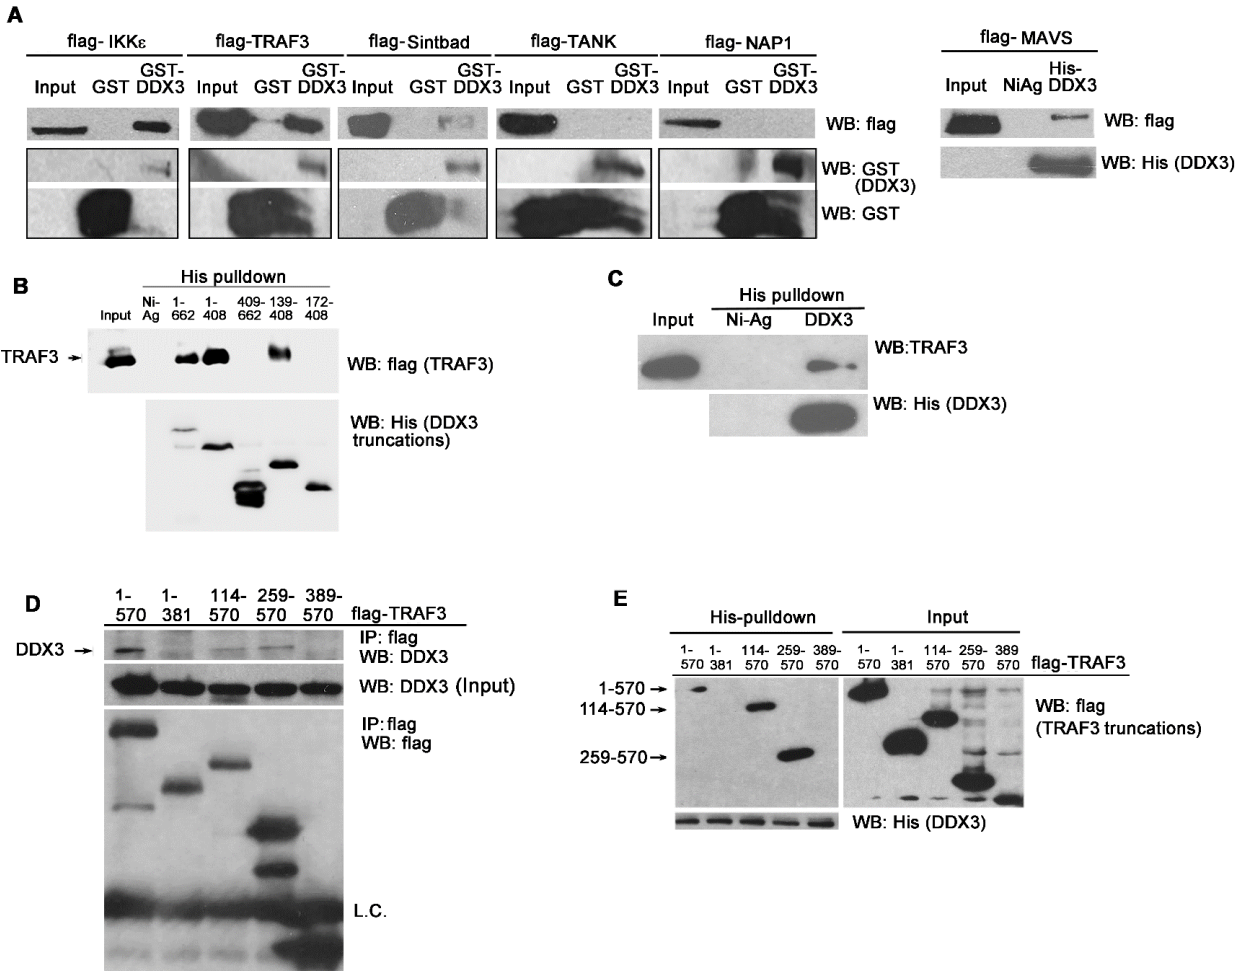 A
flag- IKKε
flag-TRAF3
flag-Sintbad
flag-TANK
flag-NAP1
flag-MAVS
Input GST GST-DDX3
Input GST GST-DDX3
Input GST GST-DDX3
Input GST GST-DDX3
Input GST GST-DDX3
Input NiAg His-DDX3
WB: flag
WB: GST
(DDX3)
WB: GST
WB: flag
WB: His (DDX3)
B
His pulldown
Input Ni-Ag 1-662 1-408 409-662 139-408 172-408
TRAF3
WB: flag (TRAF3)
WB: His (DDX3
truncations)
C
His pulldown
Input Ni-Ag DDX3
WB:TRAF3
WB: His (DDX3)
D
1-570 1-381 114-570 259-570 389-570 flag-TRAF3
DDX3
IP: flag
WB: DDX3
WB: DDX3 (Input)
IP:flag
WB: flag
L.C.
E
His-pulldown
Input
1-570 1-381 114-570 259-570 389-570
1-570 1-381 114-570 259-570 389 570
flag-TRAF3
1-570
114-570
259-570
WB: flag
(TRAF3 truncations)
WB: His (DDX3)